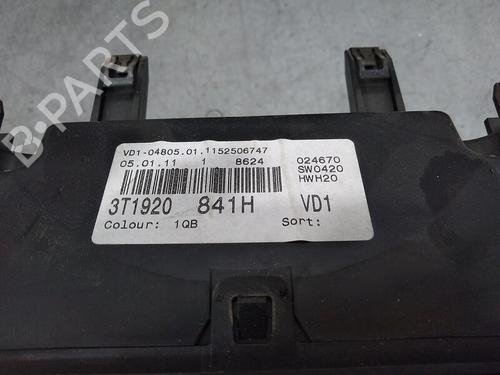 VD1-04805.01.1152506747
05.01.11 1 8624
024670
SW0420
HWH20
3T1920 841H VD1
Colour: 1QB Sort:
B-Parts